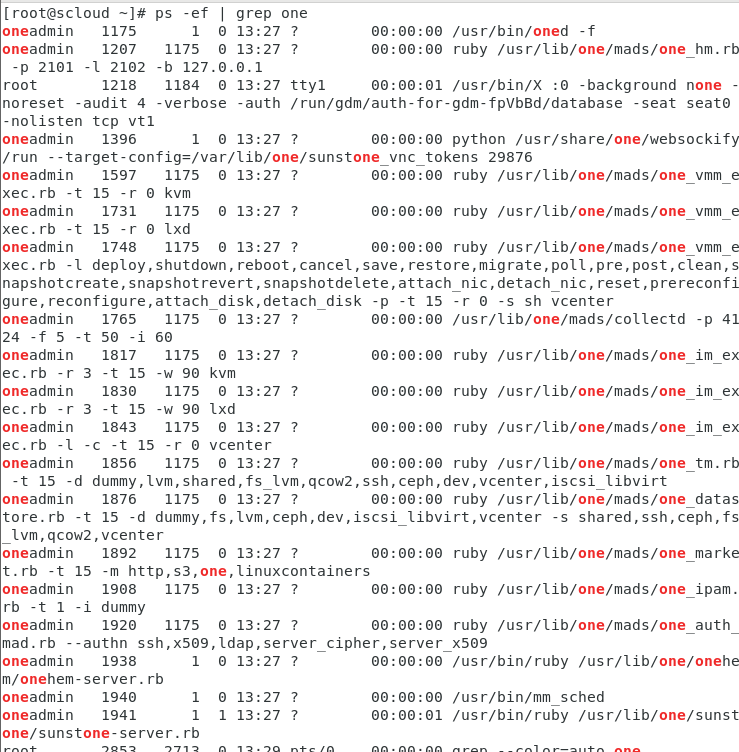 [root@scloud ~]# ps -ef | grep one
oneadmin   1175      1  0 13:27 ?        00:00:00 /usr/bin/oned -f
oneadmin   1207   1175  0 13:27 ?        00:00:00 ruby /usr/lib/one/mads/one_hm.rb
 -p 2101 -l 2102 -b 127.0.0.1
root       1218   1184  0 13:27 tty1     00:00:01 /usr/bin/X :0 -background none -
noreset -audit 4 -verbose -auth /run/gdm/auth-for-gdm-fpVbBd/database -seat seat0
-nolisten tcp vt1
oneadmin   1396      1  0 13:27 ?        00:00:00 python /usr/share/one/websockify
/run --target-config=/var/lib/one/sunstone_vnc_tokens 29876
oneadmin   1597   1175  0 13:27 ?        00:00:00 ruby /usr/lib/one/mads/one_vmm_e
xec.rb -t 15 -r 0 kvm
oneadmin   1731   1175  0 13:27 ?        00:00:00 ruby /usr/lib/one/mads/one_vmm_e
xec.rb -t 15 -r 0 lxd
oneadmin   1748   1175  0 13:27 ?        00:00:00 ruby /usr/lib/one/mads/one_vmm_e
xec.rb -l deploy,shutdown,reboot,cancel,save,restore,migrate,poll,pre,post,clean,s
napshotcreate,snapshotrevert,snapshotdelete,attach_nic,detach_nic,reset,prereconfi
gure,reconfigure,attach_disk,detach_disk -p -t 15 -r 0 -s sh vcenter
oneadmin   1765   1175  0 13:27 ?        00:00:00 /usr/lib/one/mads/collectd -p 41
24 -f 5 -t 50 -i 60
oneadmin   1817   1175  0 13:27 ?        00:00:00 ruby /usr/lib/one/mads/one_im_ex
ec.rb -r 3 -t 15 -w 90 kvm
oneadmin   1830   1175  0 13:27 ?        00:00:00 ruby /usr/lib/one/mads/one_im_ex
ec.rb -r 3 -t 15 -w 90 lxd
oneadmin   1843   1175  0 13:27 ?        00:00:00 ruby /usr/lib/one/mads/one_im_ex
ec.rb -l -c -t 15 -r 0 vcenter
oneadmin   1856   1175  0 13:27 ?        00:00:00 ruby /usr/lib/one/mads/one_tm.rb
 -t 15 -d dummy,lvm,shared,fs_lvm,qcow2,ssh,ceph,dev,vcenter,iscsi_libvirt
oneadmin   1876   1175  0 13:27 ?        00:00:00 ruby /usr/lib/one/mads/one_datas
tore.rb -t 15 -d dummy,fs,lvm,ceph,dev,iscsi_libvirt,vcenter -s shared,ssh,ceph,fs
_lvm,qcow2,vcenter
oneadmin   1892   1175  0 13:27 ?        00:00:00 ruby /usr/lib/one/mads/one_marke
t.rb -t 15 -m http,s3,one,linuxcontainers
oneadmin   1908   1175  0 13:27 ?        00:00:00 ruby /usr/lib/one/mads/one_ipam.
rb -t 1 -i dummy
oneadmin   1920   1175  0 13:27 ?        00:00:00 ruby /usr/lib/one/mads/one_auth_
mad.rb --authn ssh,x509,ldap,server_cipher,server_x509
oneadmin   1938      1  0 13:27 ?        00:00:00 /usr/bin/ruby /usr/lib/one/onehe
m/onehem-server.rb
oneadmin   1940      1  0 13:27 ?        00:00:00 /usr/bin/mm_sched
oneadmin   1941      1  1 13:27 ?        00:00:01 /usr/bin/ruby /usr/lib/one/sunst
one/sunstone-server.rb
root       2853   2713  0 13:29 pts/0    00:00:00 grep --color=auto one